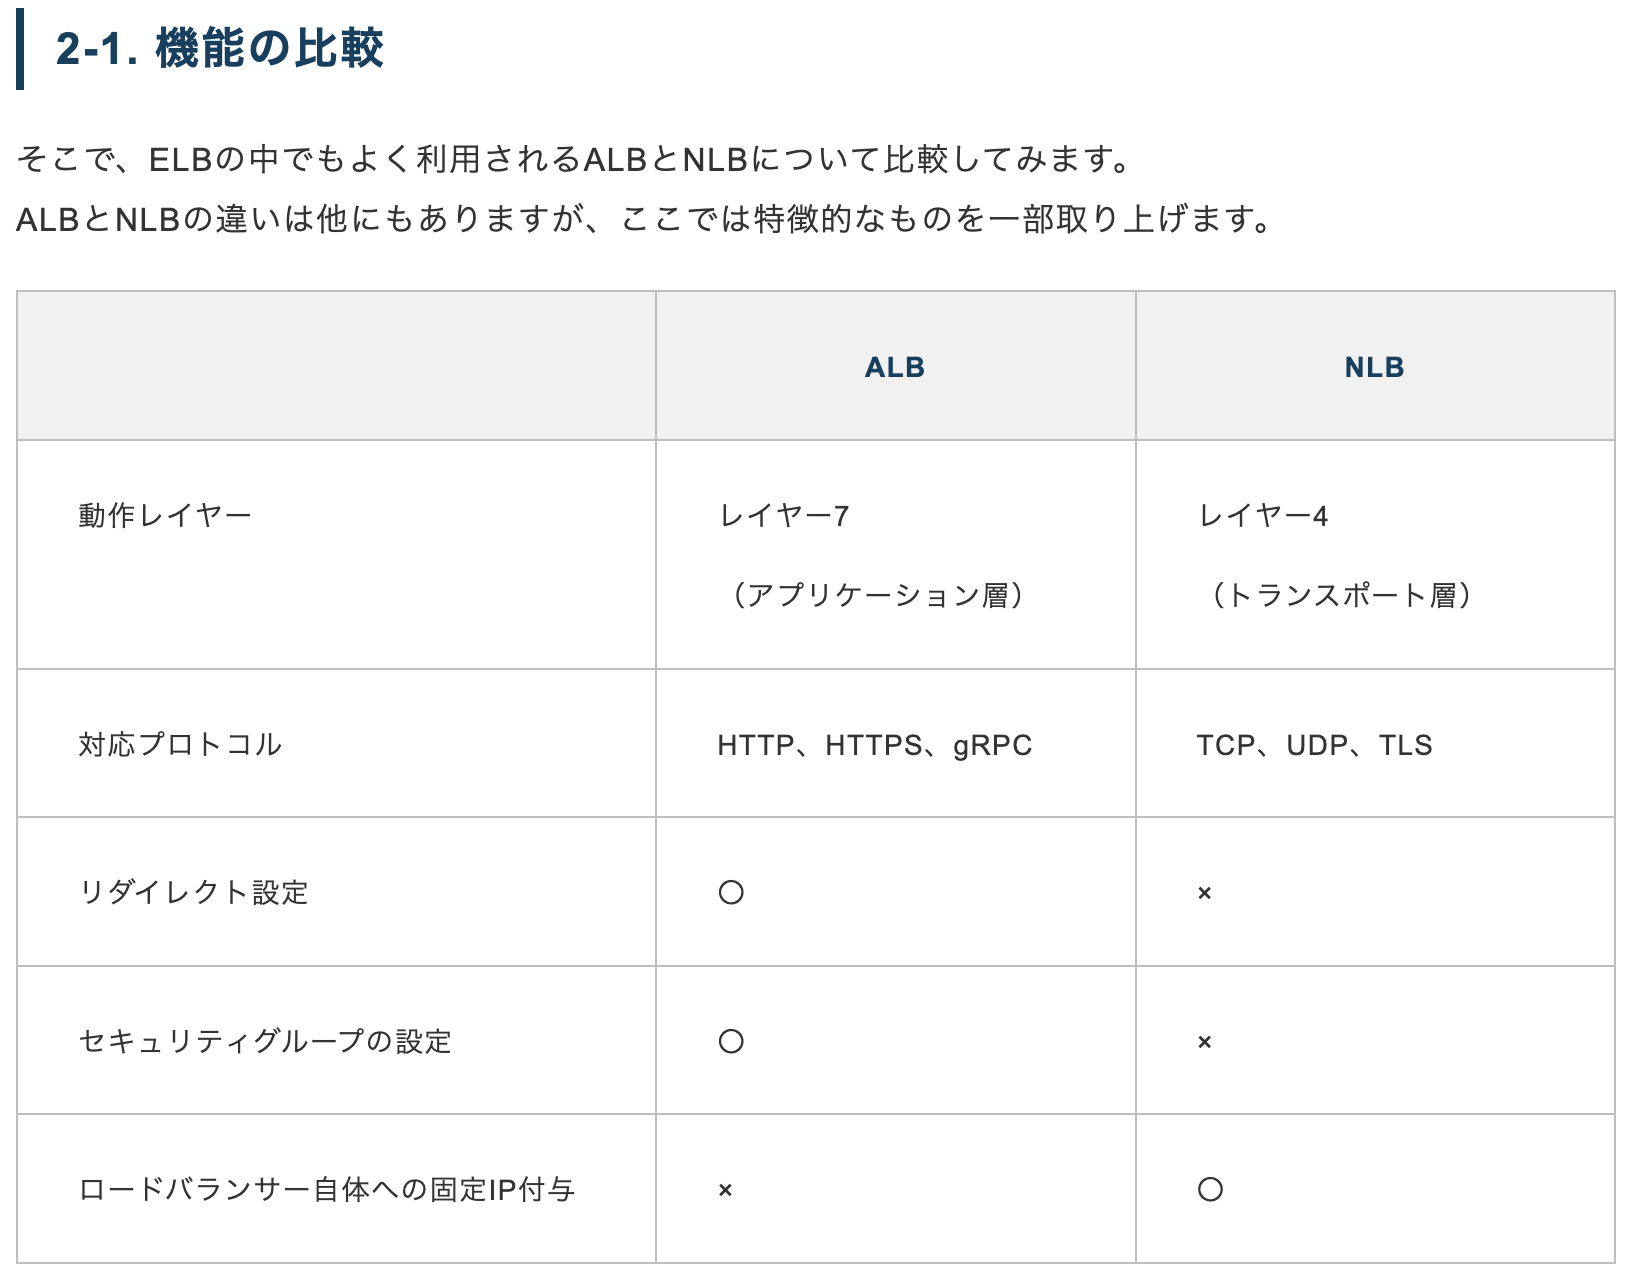 2-1. 機能の比較
そこで、ELBの中でもよく利用されるALBとNLBについて比較してみます。
ALBとNLBの違いは他にもありますが、ここでは特徴的なものを一部取り上げます。
ALB NLB
動作レイヤー レイヤー7 レイヤー4
（アプリケーション層） （トランスポート層）
対応プロトコル HTTP、HTTPS、gRPC TCP、UDP、TLS
リダイレクト設定 〇 ×
セキュリティグループの設定 〇 ×
ロードバランサー自体への固定IP付与 × 〇